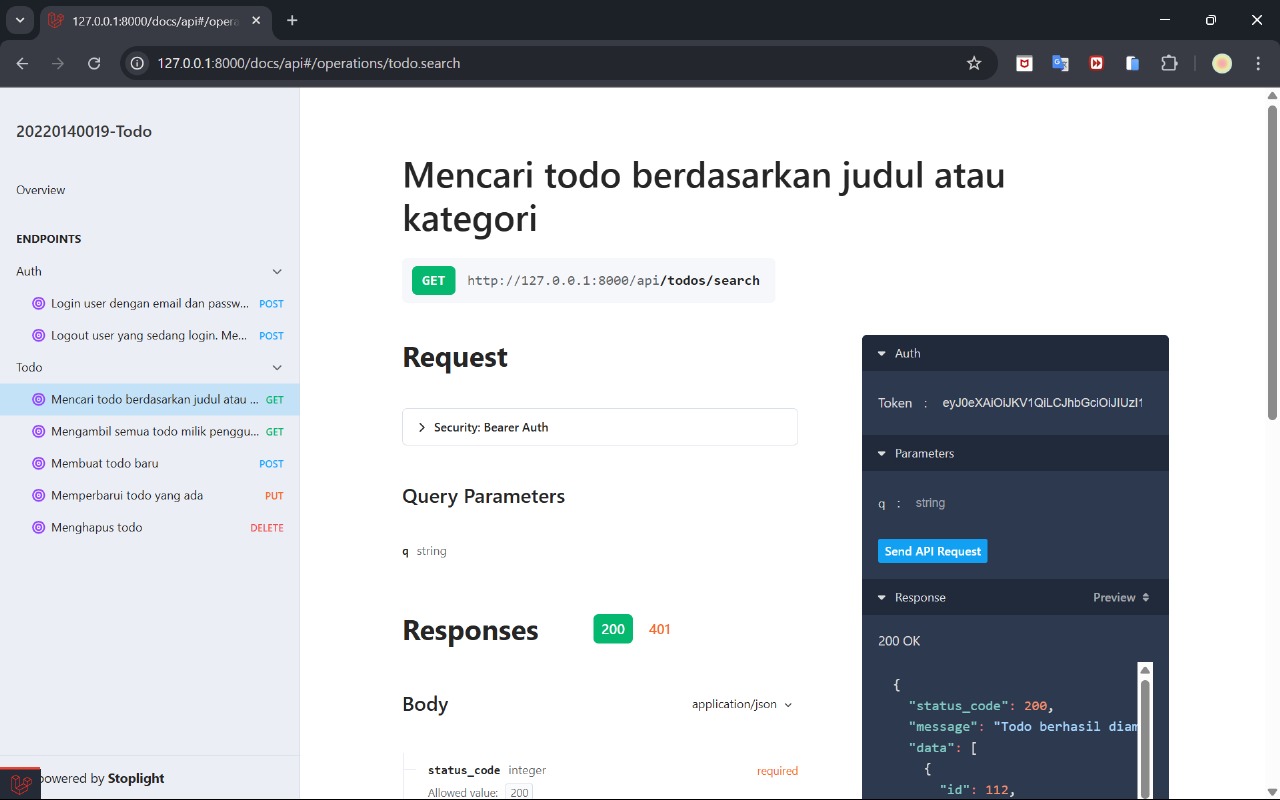 127.0.0.1:8000/docs/api#/opera
127.0.0.1:8000/docs/api#/operations/todo.search
20220140019-Todo
Overview
ENDPOINTS
Auth
Login user dengan email dan passw... POST
Logout user yang sedang login. Me... POST
Todo
Mencari todo berdasarkan judul atau ... GET
Mengambil semua todo milik penggu... GET
Membuat todo baru POST
Memperbarui todo yang ada PUT
Menghapus todo DELETE
powered by Stoplight
Mencari todo berdasarkan judul atau
kategori
GET http://127.0.0.1:8000/api/todos/search
Request
Security: Bearer Auth
Query Parameters
q string
Responses 200 401
Body application/json
status_code integer required
Allowed value: 200
Auth
Token : eyJ0eXAiOiJKV1QiLCJhbGciOiJIUzI1
Parameters
q : string
Send API Request
Response Preview
200 OK
{
"status_code": 200,
"message": "Todo berhasil diam
"data": [
{
"id": 112,